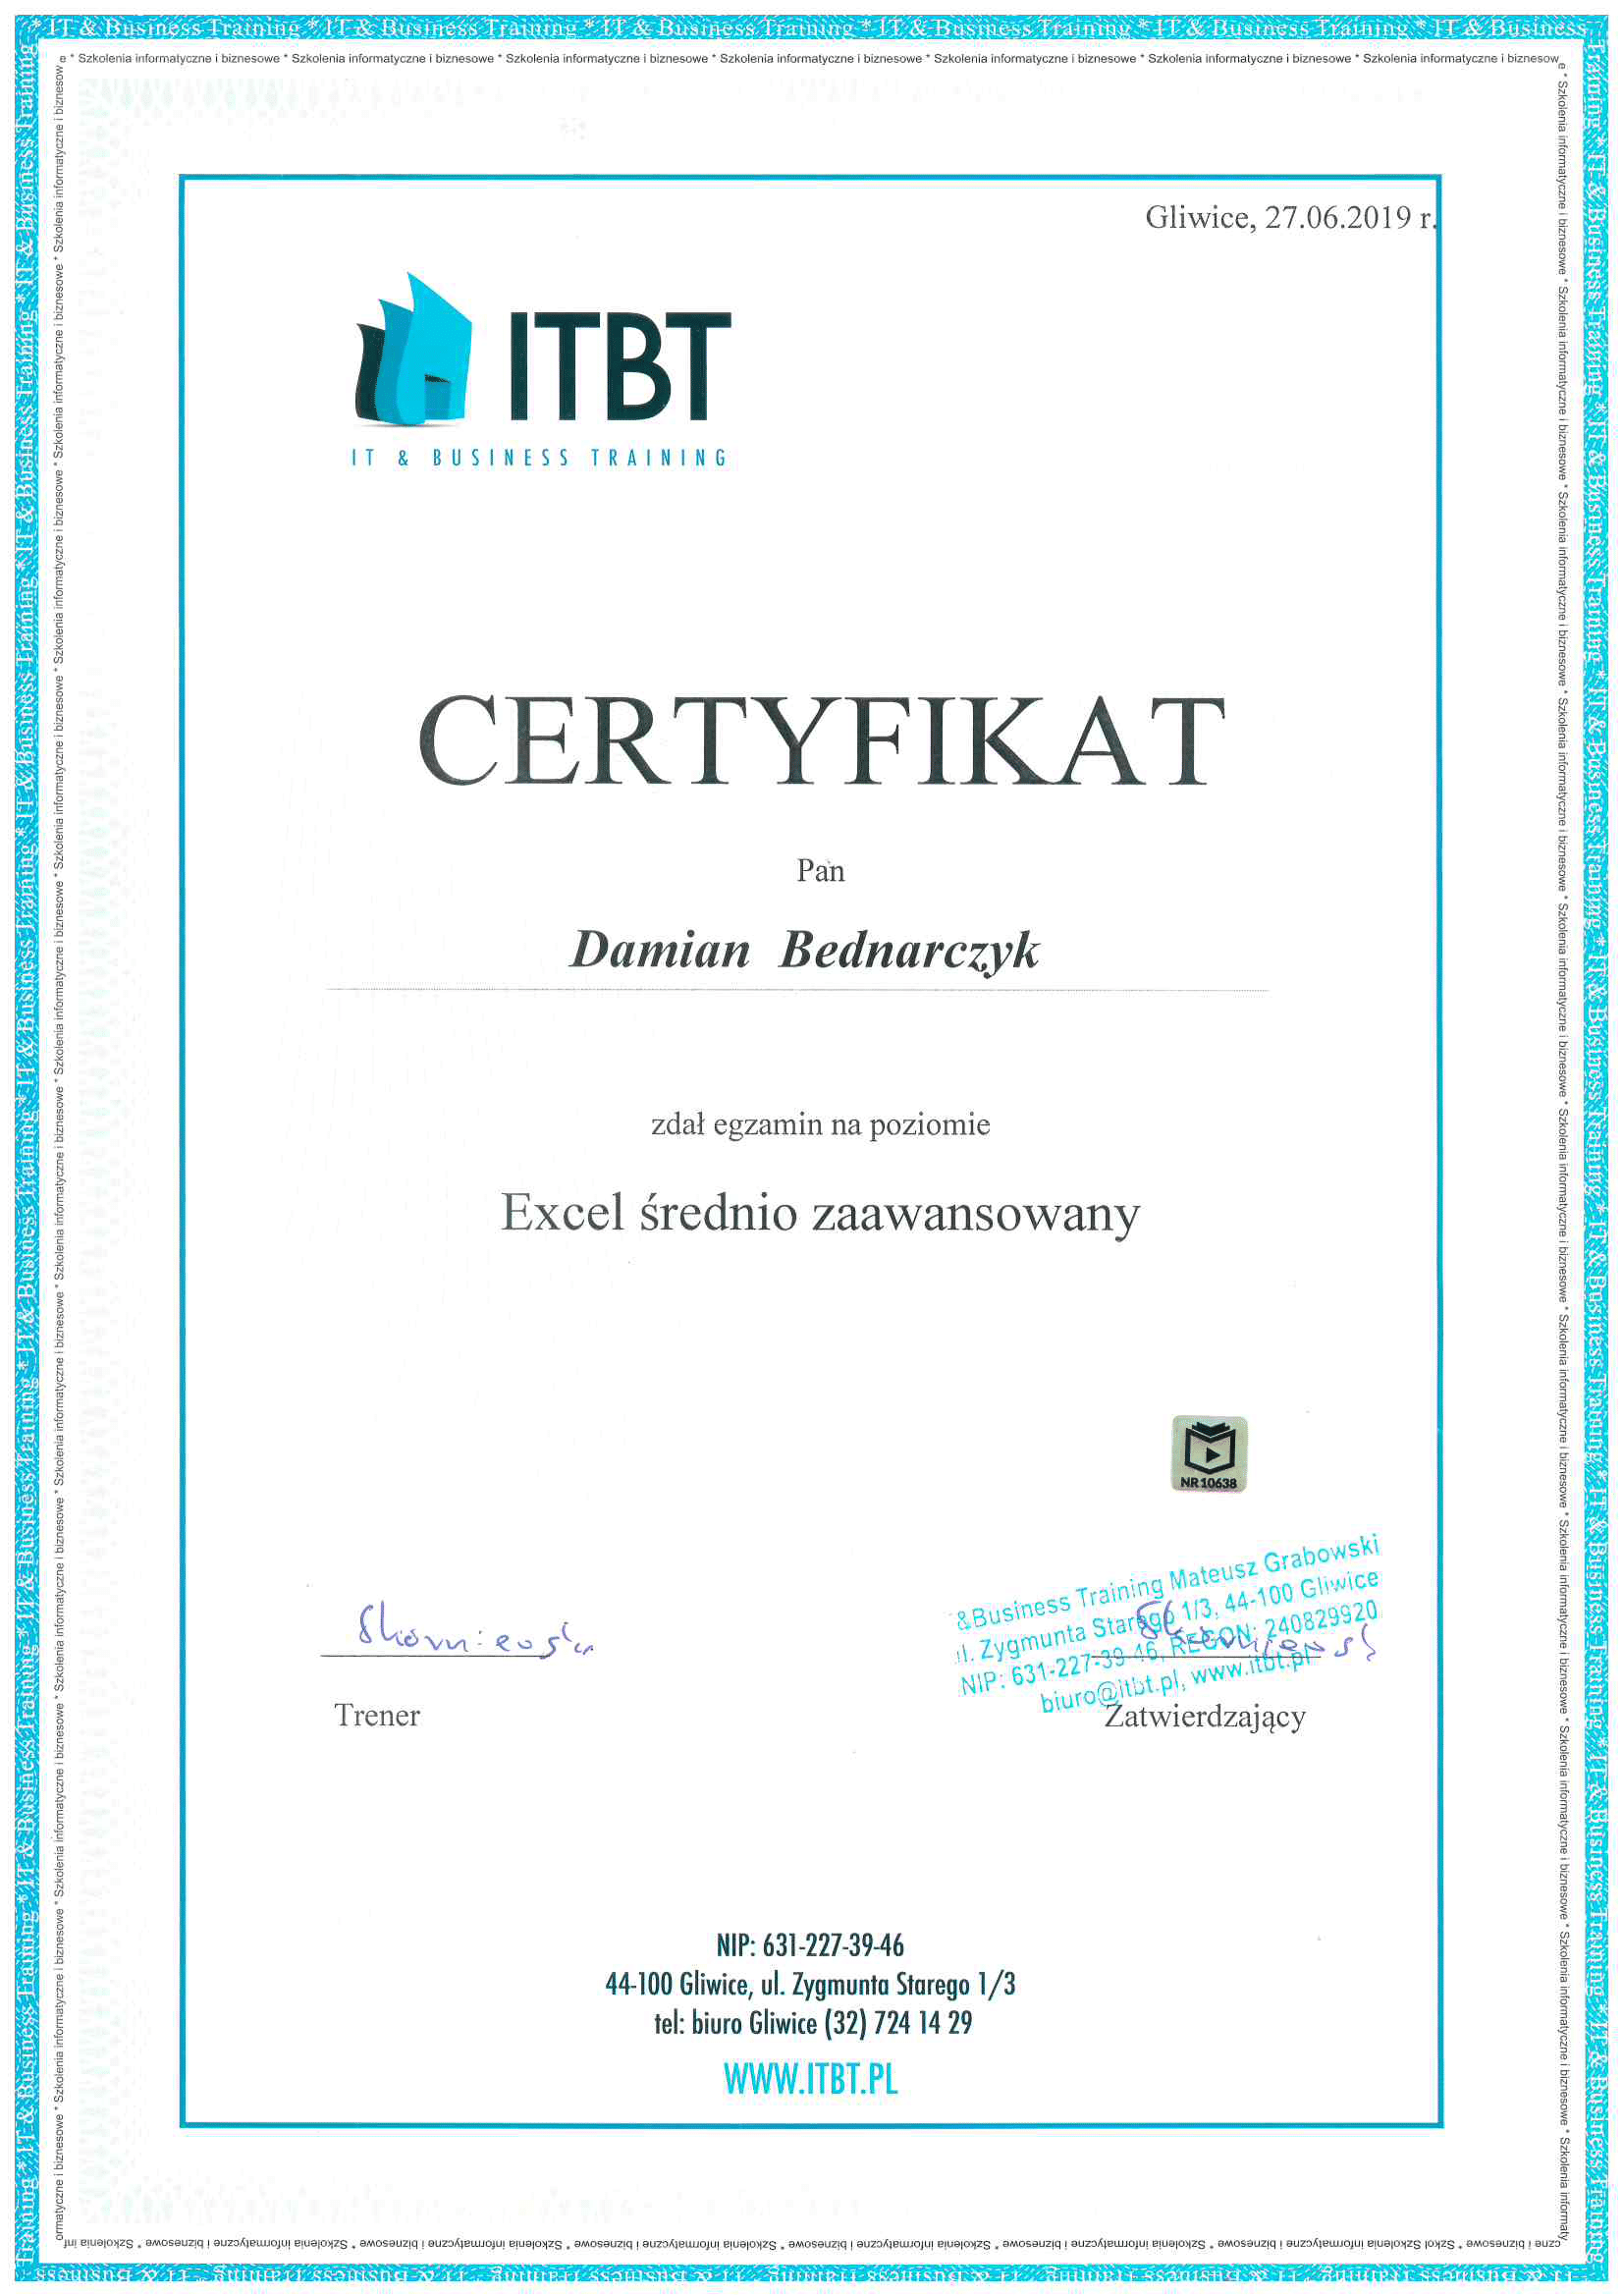 IT & Business Training * IT & Business Training * IT & Business Training * IT & Business Training * IT & Business Training * IT & Business
e * Szkolenia informatyczne i biznesowe * Szkolenia informatyczne i biznesowe * Szkolenia informatyczne i biznesowe * Szkolenia informatyczne i biznesowe * Szkolenia informatyczne i biznesowe * Szkolenia informatyczne i biznesowe * Szkolenia informatyczne i biznesow
Gliwice, 27.06.2019 r.
ITBT
IT & BUSINESS TRAINING
CERTYFIKAT
Pan
Damian Bednarczyk
zdał egzamin na poziomie
Excel średnio zaawansowany
NR 10638
& Business Training Mateusz Grabowski
ul. Zygmunta Starego 1/3, 44-100 Gliwice
NIP: 631-227-39-46, REGON: 240829920
biuro@itbt.pl, www.itbt.pl
Trener
Zatwierdzający
NIP: 631-227-39-46
44-100 Gliwice, ul. Zygmunta Starego 1/3
tel: biuro Gliwice (32) 724 14 29
WWW.ITBT.PL